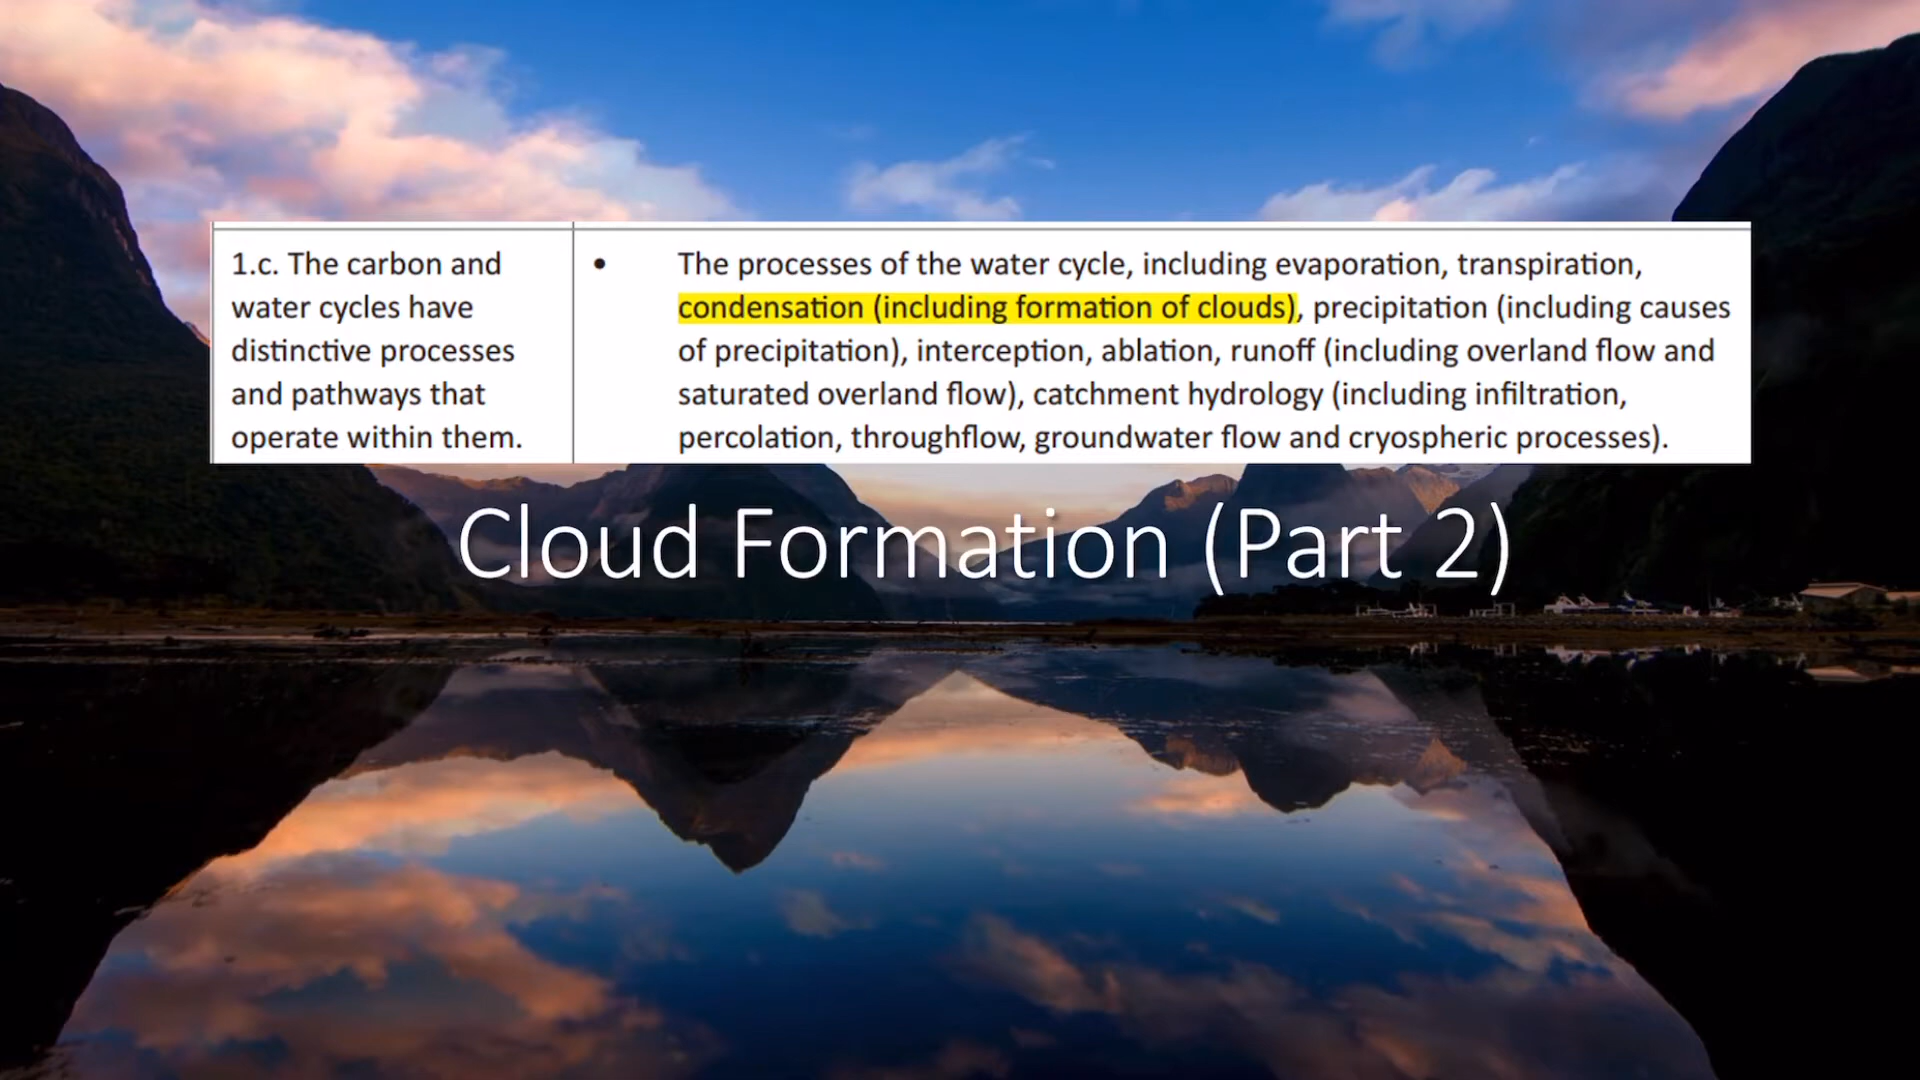 1.c. The carbon and
water cycles have
distinctive processes
and pathways that
operate within them.
• The processes of the water cycle, including evaporation, transpiration,
condensation (including formation of clouds), precipitation (including causes
of precipitation), interception, ablation, runoff (including overland flow and
saturated overland flow), catchment hydrology (including infiltration,
percolation, throughflow, groundwater flow and cryospheric processes).
Cloud Formation (Part 2)